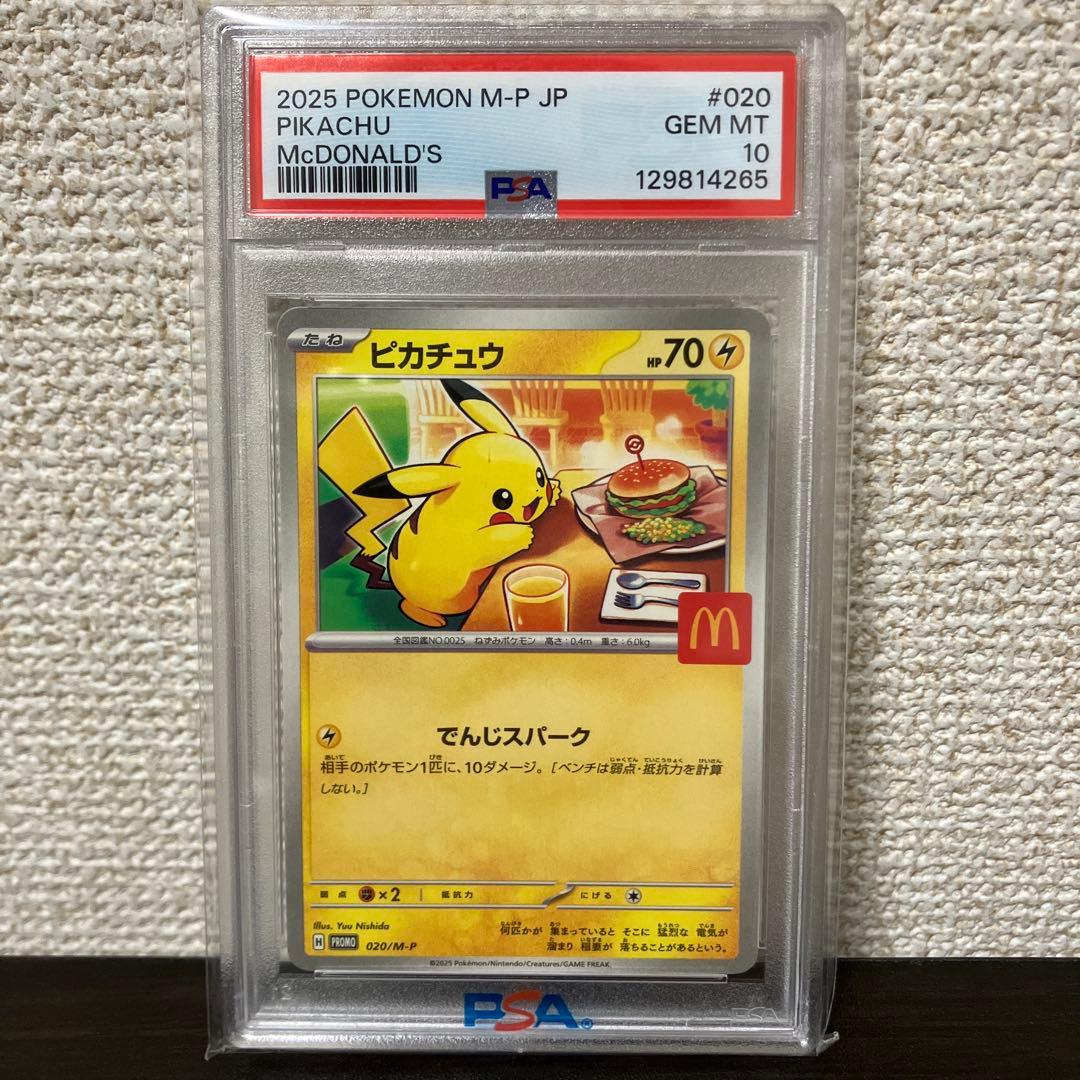 2025 POKEMON M-P JP #020
PIKACHU GEM MT
McDONALD'S 10
PSA 129814265
たね ピカチュウ HP70
全国図鑑NO.0025 ねずみポケモン 高さ:0.4m 重さ:6.0kg
でんじスパーク
相手のポケモン1匹に、10ダメージ。[ベンチは弱点・抵抗力を計算
しない。]
弱点 ×2 抵抗力 にげる
Illus. Yuu Nishida
何匹かが 集まっていると そこに 猛烈な 電気が
溜まり 稲妻が 落ちることがあるという。
H PROMO 020/M-P
©2025 Pokémon/Nintendo/Creatures/GAME FREAK.
PSA®
PSA